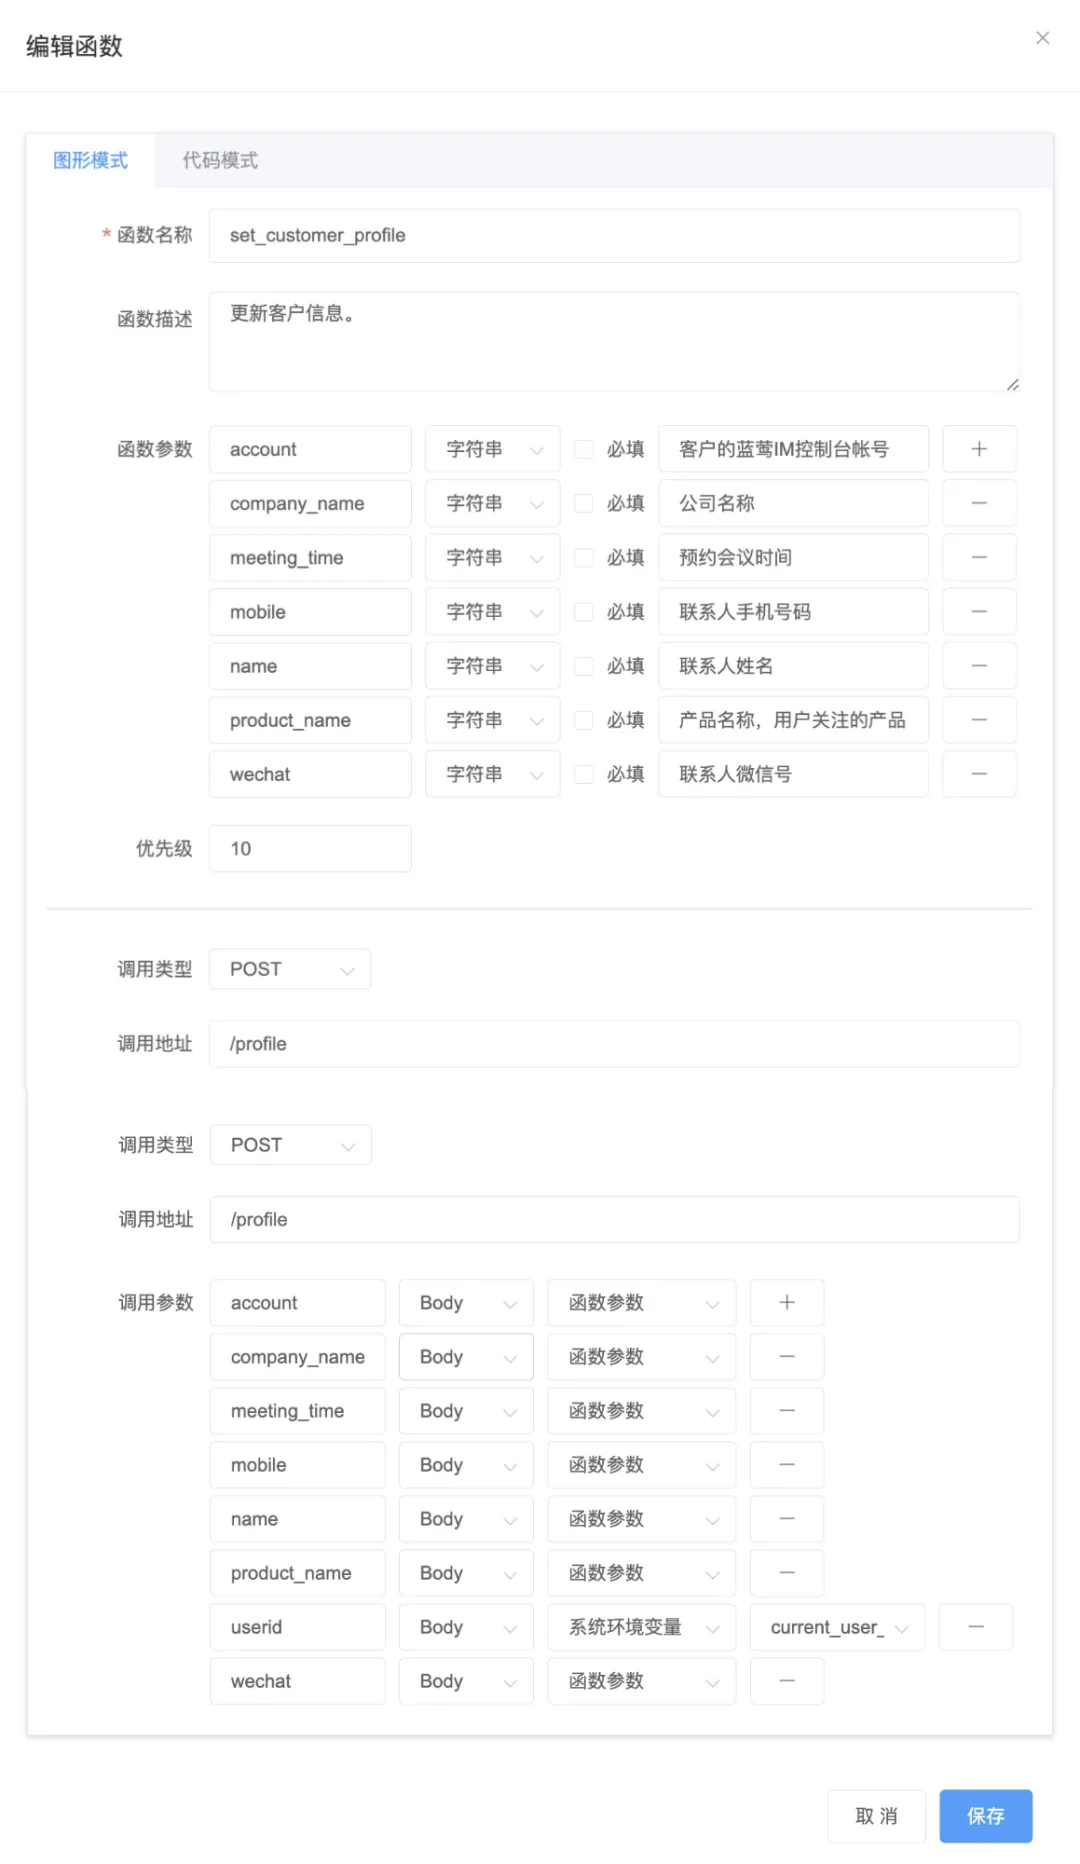 编辑函数
图形模式 代码模式
* 函数名称 set_customer_profile
函数描述 更新客户信息。
函数参数 account 字符串 必填 客户的蓝莺IM控制台帐号 +
company_name 字符串 必填 公司名称 —
meeting_time 字符串 必填 预约会议时间 —
mobile 字符串 必填 联系人手机号码 —
name 字符串 必填 联系人姓名 —
product_name 字符串 必填 产品名称，用户关注的产品 —
wechat 字符串 必填 联系人微信号 —
优先级 10
调用类型 POST
调用地址 /profile
调用类型 POST
调用地址 /profile
调用参数 account Body 函数参数 +
company_name Body 函数参数 —
meeting_time Body 函数参数 —
mobile Body 函数参数 —
name Body 函数参数 —
product_name Body 函数参数 —
userid Body 系统环境变量 current_user_ —
wechat Body 函数参数 —
取 消 保存